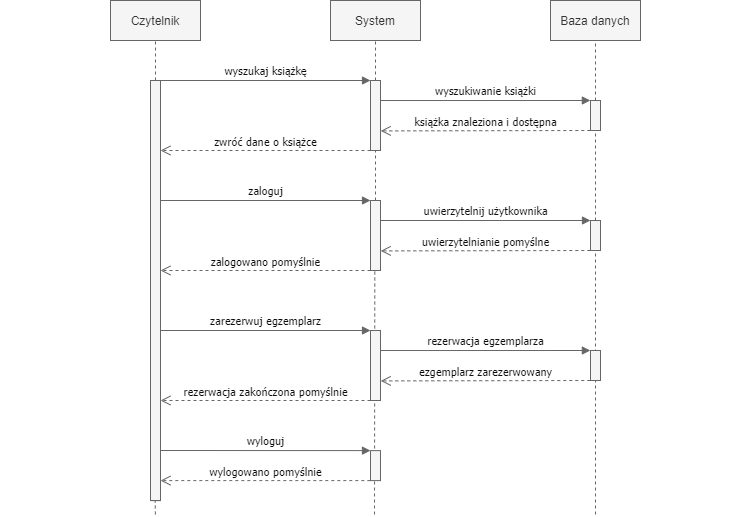 Czytelnik
System
Baza danych
wyszukaj książkę
wyszukiwanie książki
książka znaleziona i dostępna
zwróć dane o książce
zaloguj
uwierzytelnij użytkownika
uwierzytelnianie pomyślne
zalogowano pomyślnie
zarezerwuj egzemplarz
rezerwacja egzemplarza
ezgemplarz zarezerwowany
rezerwacja zakończona pomyślnie
wyloguj
wylogowano pomyślnie